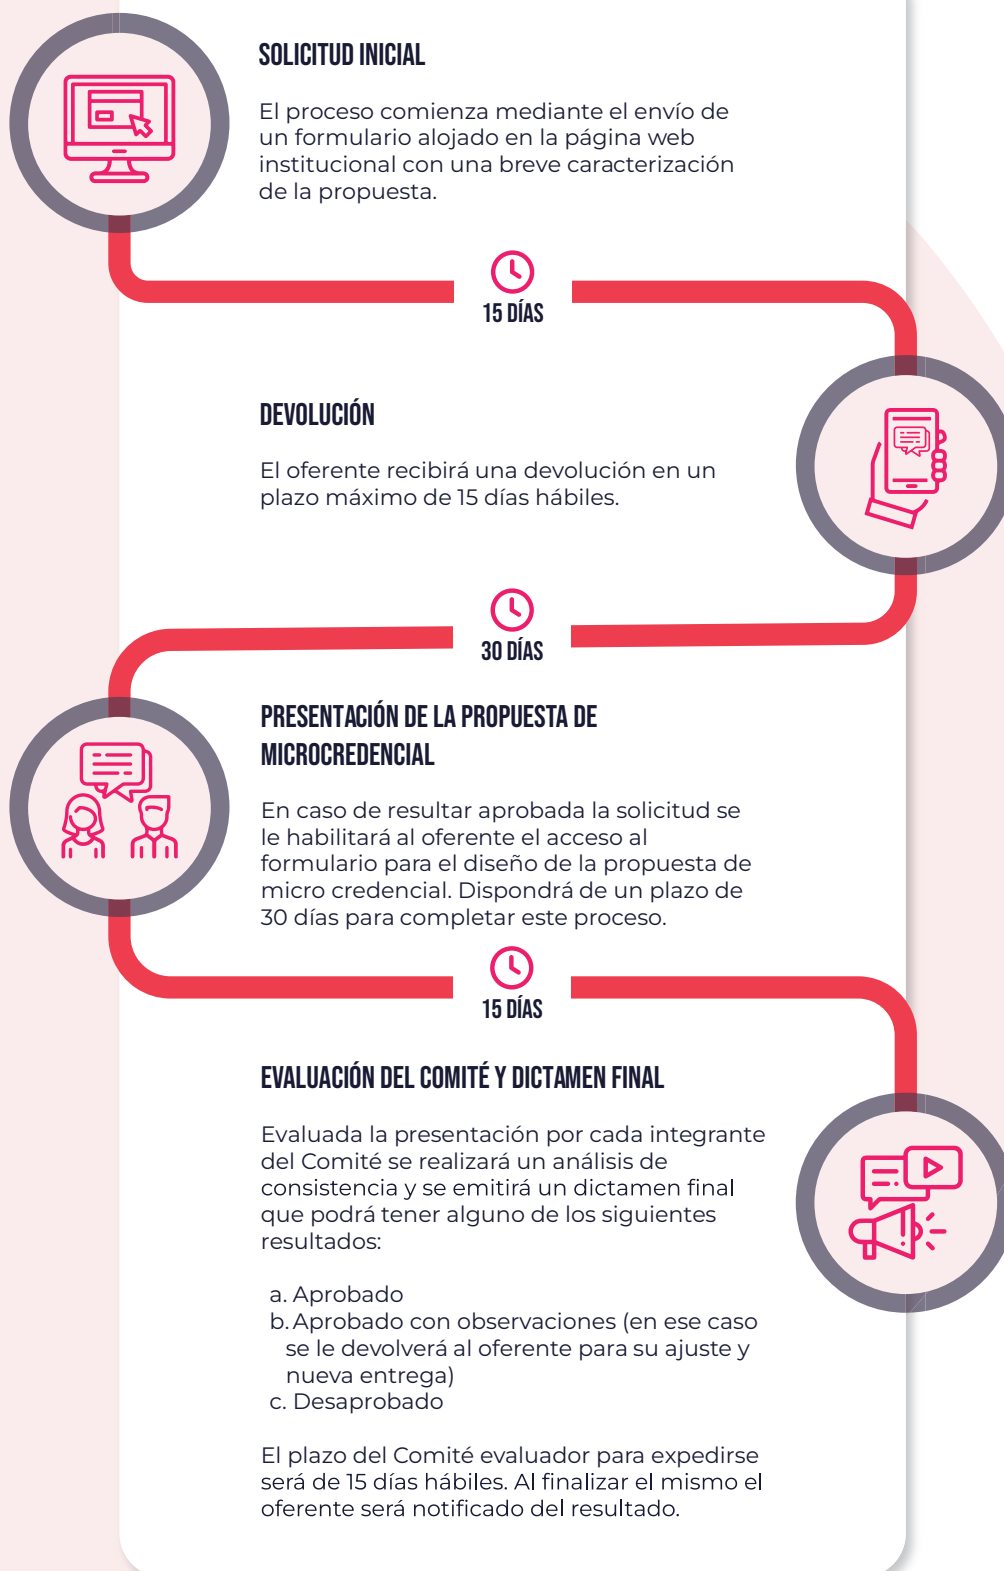 SOLICITUD INICIAL
El proceso comienza mediante el envío de
un formulario alojado en la página web
institucional con una breve caracterización
de la propuesta.
15 DÍAS
DEVOLUCIÓN
El oferente recibirá una devolución en un
plazo máximo de 15 días hábiles.
30 DÍAS
PRESENTACIÓN DE LA PROPUESTA DE
MICROCREDENCIAL
En caso de resultar aprobada la solicitud se
le habilitará al oferente el acceso al
formulario para el diseño de la propuesta de
micro credencial. Dispondrá de un plazo de
30 días para completar este proceso.
15 DÍAS
EVALUACIÓN DEL COMITÉ Y DICTAMEN FINAL
Evaluada la presentación por cada integrante
del Comité se realizará un análisis de
consistencia y se emitirá un dictamen final
que podrá tener alguno de los siguientes
resultados:
a. Aprobado
b. Aprobado con observaciones (en ese caso
se le devolverá al oferente para su ajuste y
nueva entrega)
c. Desaprobado
El plazo del Comité evaluador para expedirse
será de 15 días hábiles. Al finalizar el mismo el
oferente será notificado del resultado.